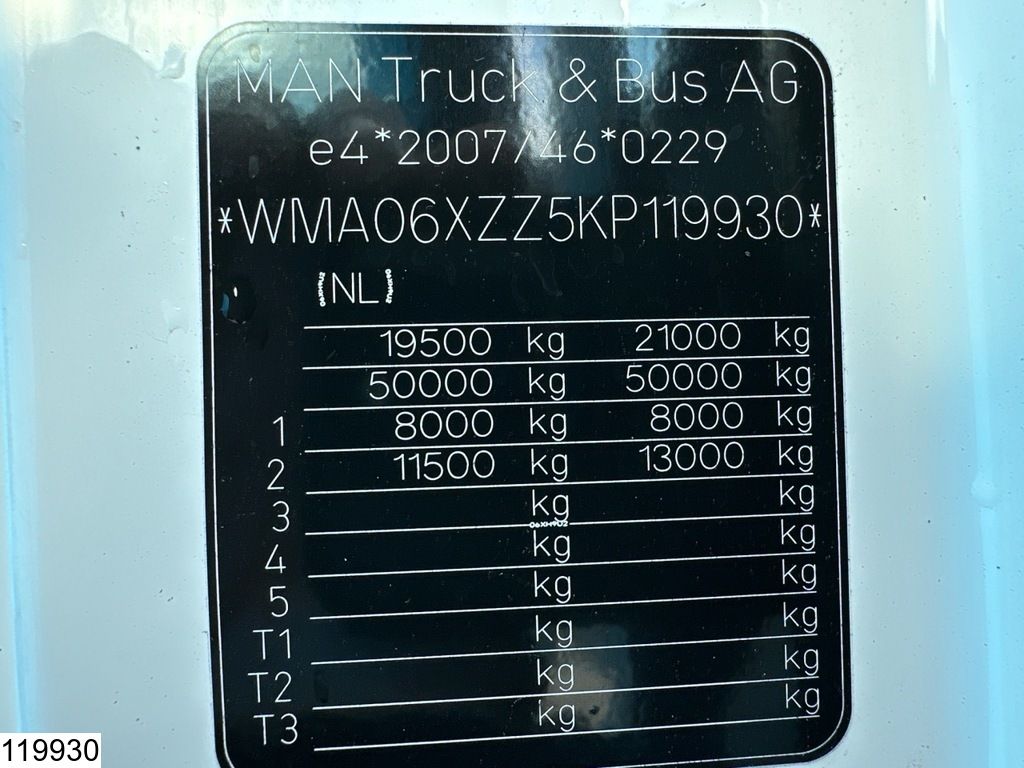 MAN Truck & Bus AG
e4*2007/46*0229
*WMA06XZZ5KP119930*
NL
19500 kg 21000 kg
50000 kg 50000 kg
1 8000 kg 8000 kg
2 11500 kg 13000 kg
3 kg kg
4 kg kg
5 kg kg
T1 kg kg
T2 kg kg
T3 kg kg
119930